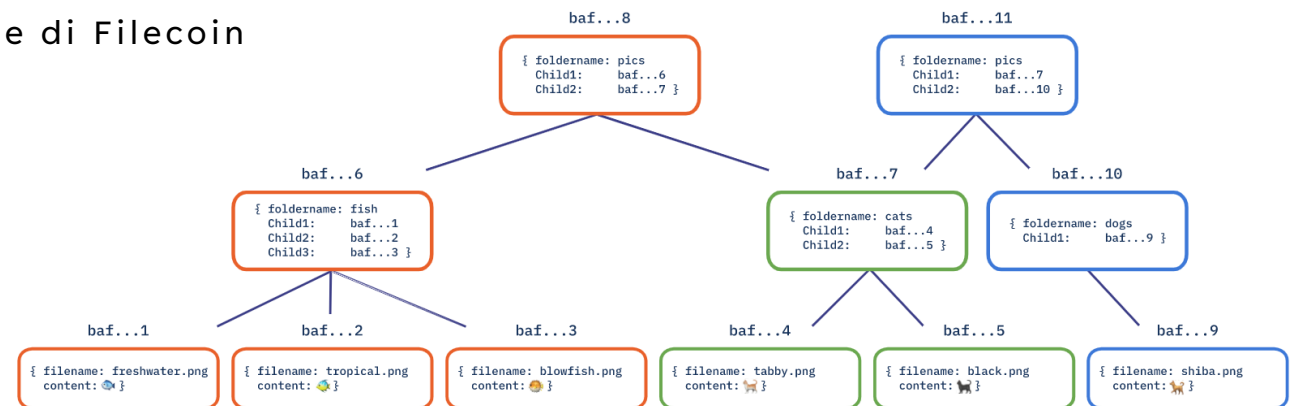 e di Filecoin
baf...8
{ foldername: pics
Child1: baf...6
Child2: baf...7 }
baf...11
{ foldername: pics
Child1: baf...7
Child2: baf...10 }
baf...6
{ foldername: fish
Child1: baf...1
Child2: baf...2
Child3: baf...3 }
baf...7
{ foldername: cats
Child1: baf...4
Child2: baf...5 }
baf...10
{ foldername: dogs
Child1: baf...9 }
baf...1
{ filename: freshwater.png
content: 🐟 }
baf...2
{ filename: tropical.png
content: 🐠 }
baf...3
{ filename: blowfish.png
content: 🐡 }
baf...4
{ filename: tabby.png
content: 🐈 }
baf...5
{ filename: black.png
content: 🐈‍⬛ }
baf...9
{ filename: shiba.png
content: 🐕 }